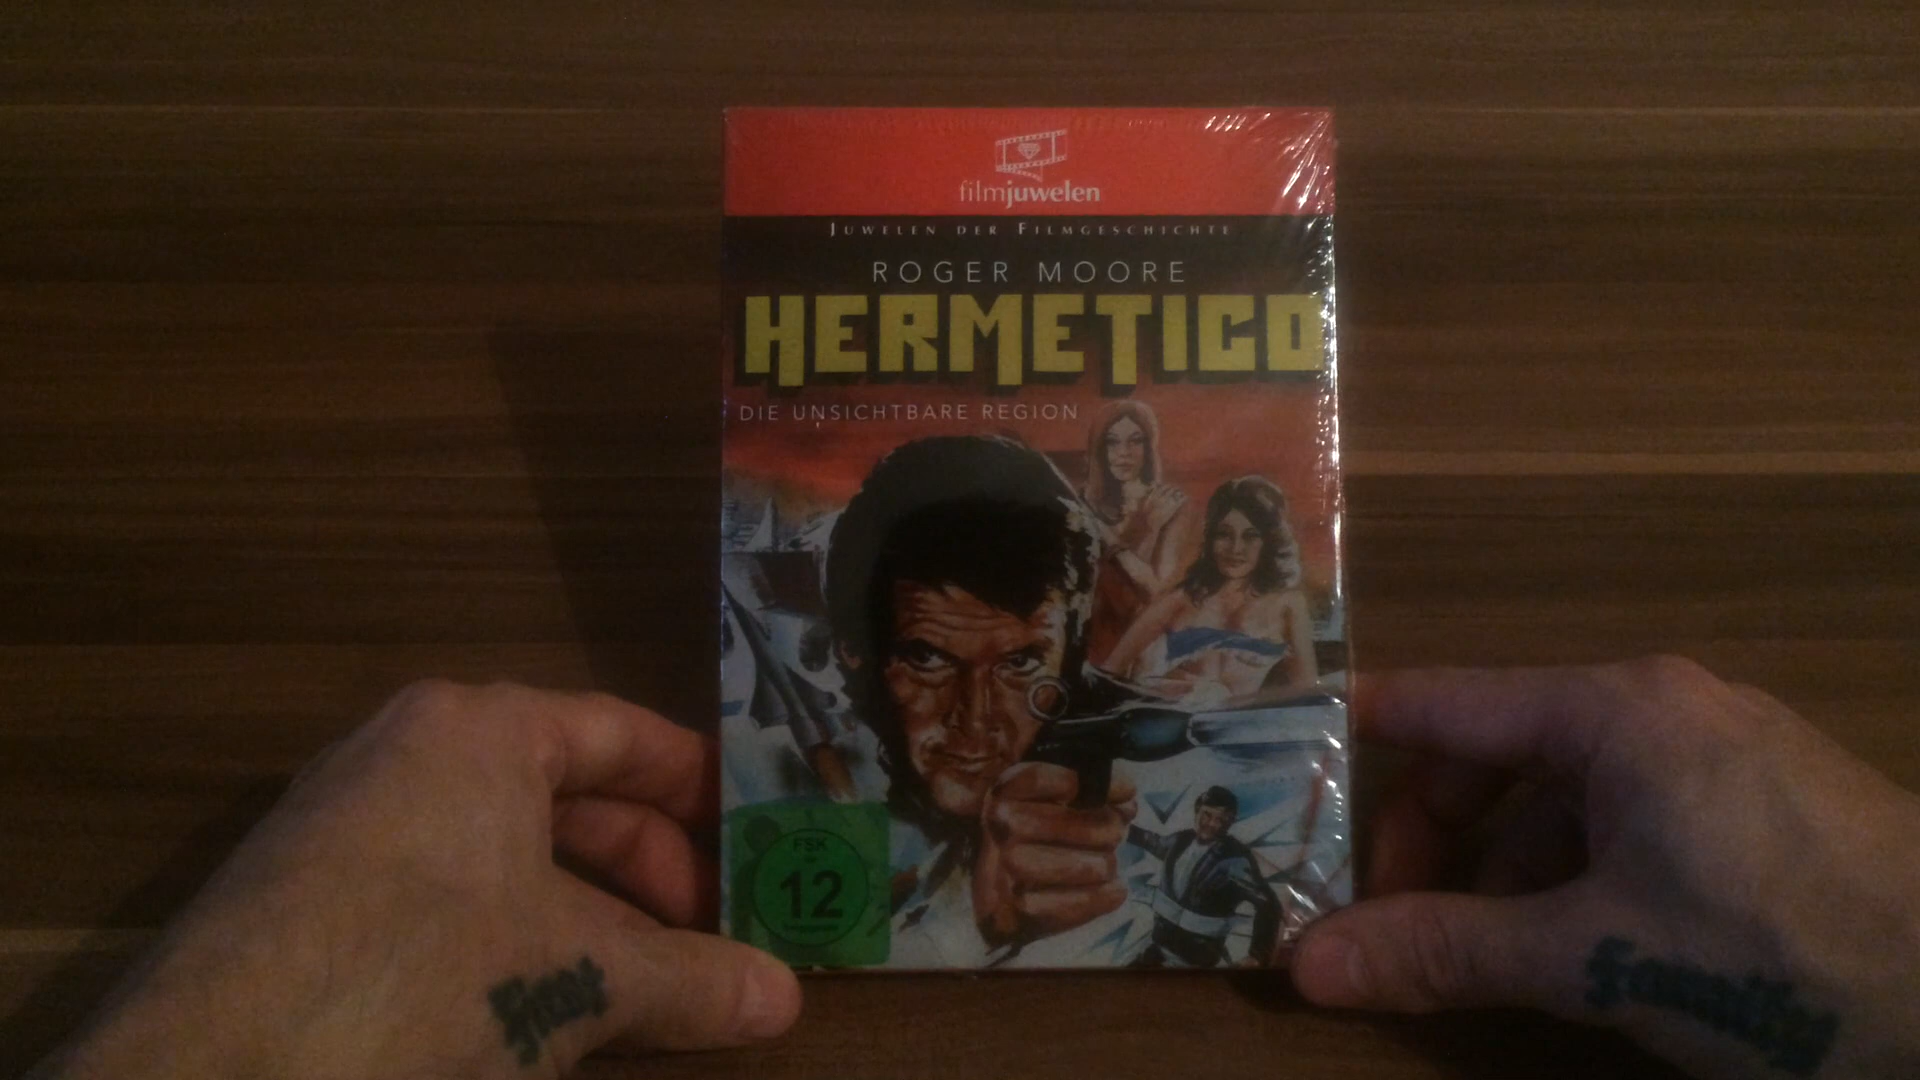 filmjuwelen
JUWELEN DER FILMGESCHICHTE
ROGER MOORE
HERMETICO
DIE UNSICHTBARE REGION
FSK
12